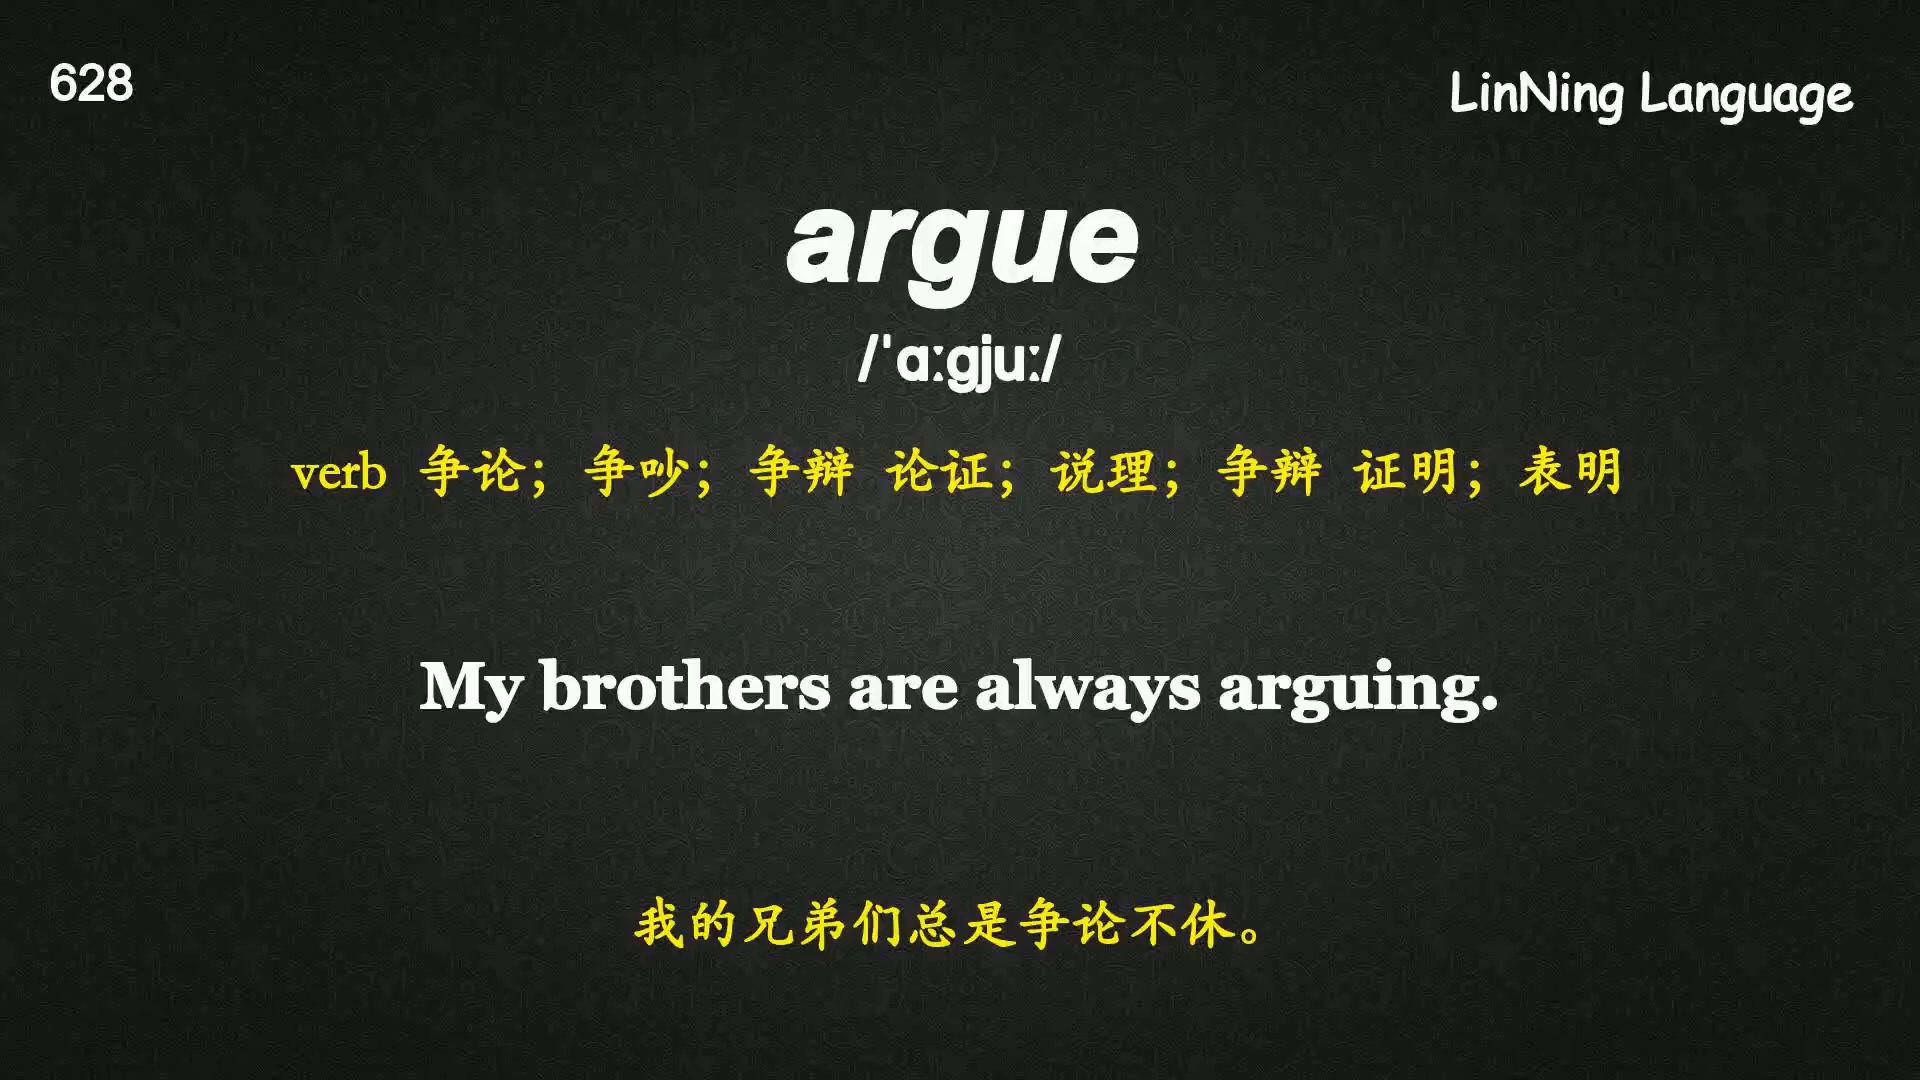 628
LinNing Language
argue
/ˈɑːgjuː/
verb 争论；争吵；争辩 论证；说理；争辩 证明；表明
My brothers are always arguing.
我的兄弟们总是争论不休。